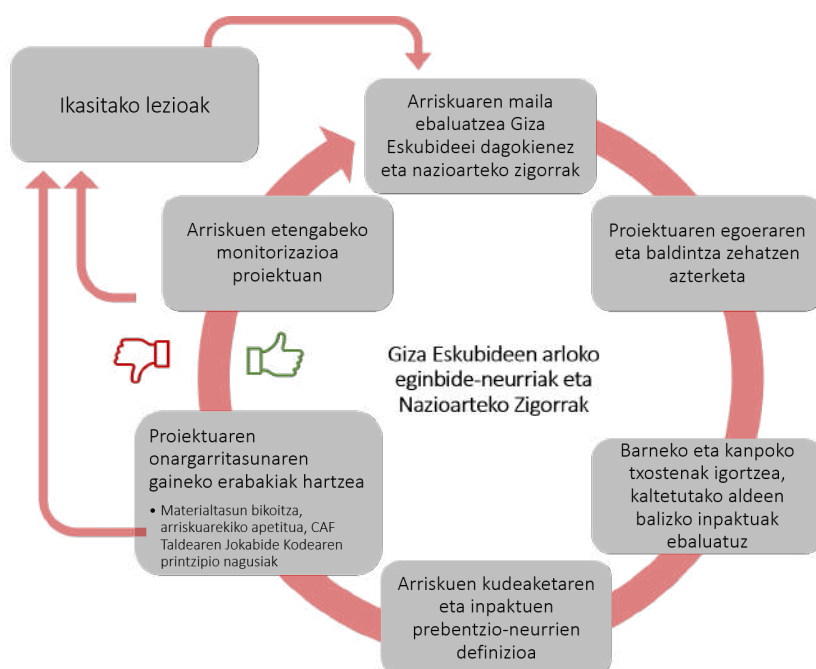 Ikasitako lezioak
Arriskuaren maila
ebaluatzea Giza
Eskubideei dagokienez
eta nazioarteko zigorrak
Proiektuaren egoeraren
eta baldintza zehatzen
azterketa
Barneko eta kanpoko
txostenak igortzea,
kaltetutako aldeen
balizko inpaktuak
ebaluatuz
Arriskuen kudeaketaren
eta inpaktuen
prebentzio-neurrien
definizioa
Proiektuaren
onargarritasunaren
gaineko erabakiak hartzea
• Materialtasun bikoitza,
arriskuarekiko apetitua, CAF
Taldearen Jokabide Kodearen
printzipio nagusiak
Arriskuen etengabeko
monitorizazioa
proiektuan
Giza Eskubideen arloko
eginbide-neurriak eta
Nazioarteko Zigorrak